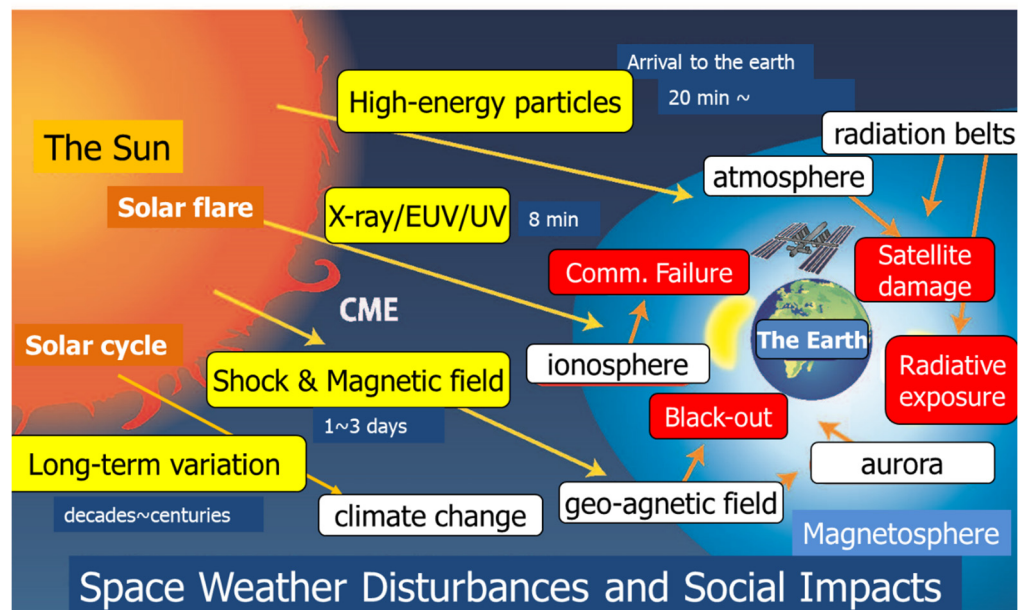 Arrival to the earth
High-energy particles
20 min ~
radiation belts
The Sun
atmosphere
Solar flare
X-ray/EUV/UV
8 min
Comm. Failure
Satellite
damage
CME
The Earth
Solar cycle
ionosphere
Shock & Magnetic field
Radiative
exposure
1~3 days
Black-out
Long-term variation
aurora
decades~centuries
climate change
geo-agnetic field
Magnetosphere
Space Weather Disturbances and Social Impacts